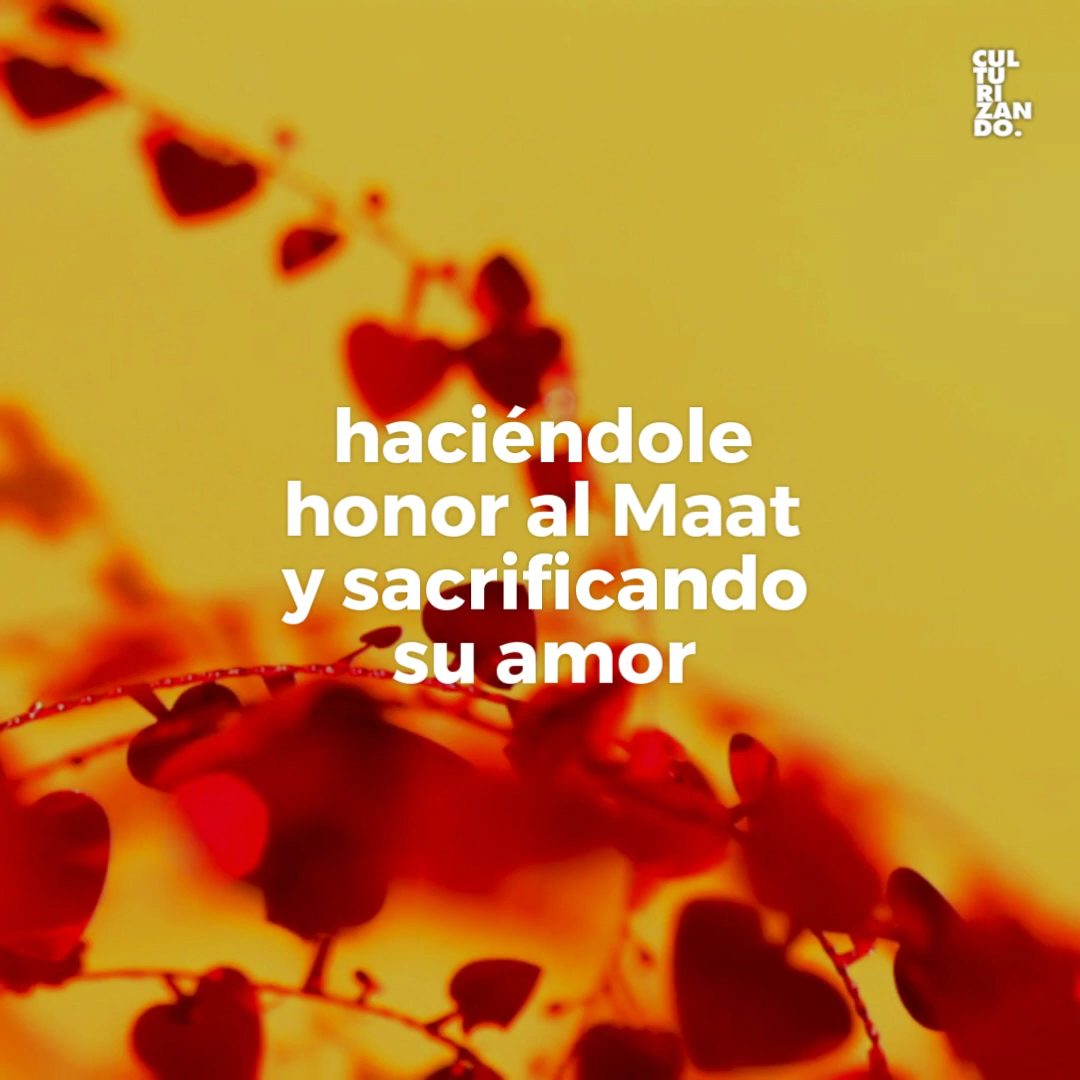 CUL
TU
RI
ZAN
DO.
haciéndole
honor al Maat
y sacrificando
su amor